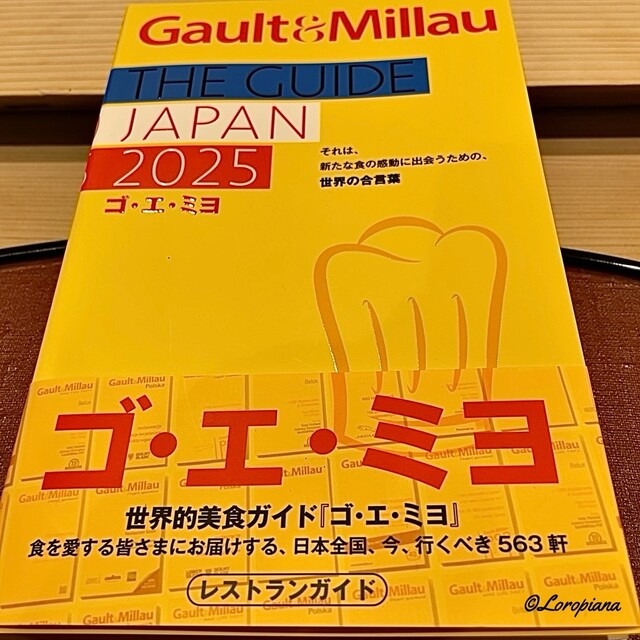 Gault&Millau
THE GUIDE
JAPAN
2025
ゴ・エ・ミヨ
それは、
新たな食の感動に出会うための、
世界の合言葉
ゴ・エ・ミヨ
世界的美食ガイド『ゴ・エ・ミヨ』
食を愛する皆さまにお届けする、日本全国、今、行くべき563軒
レストランガイド
©Loropiana